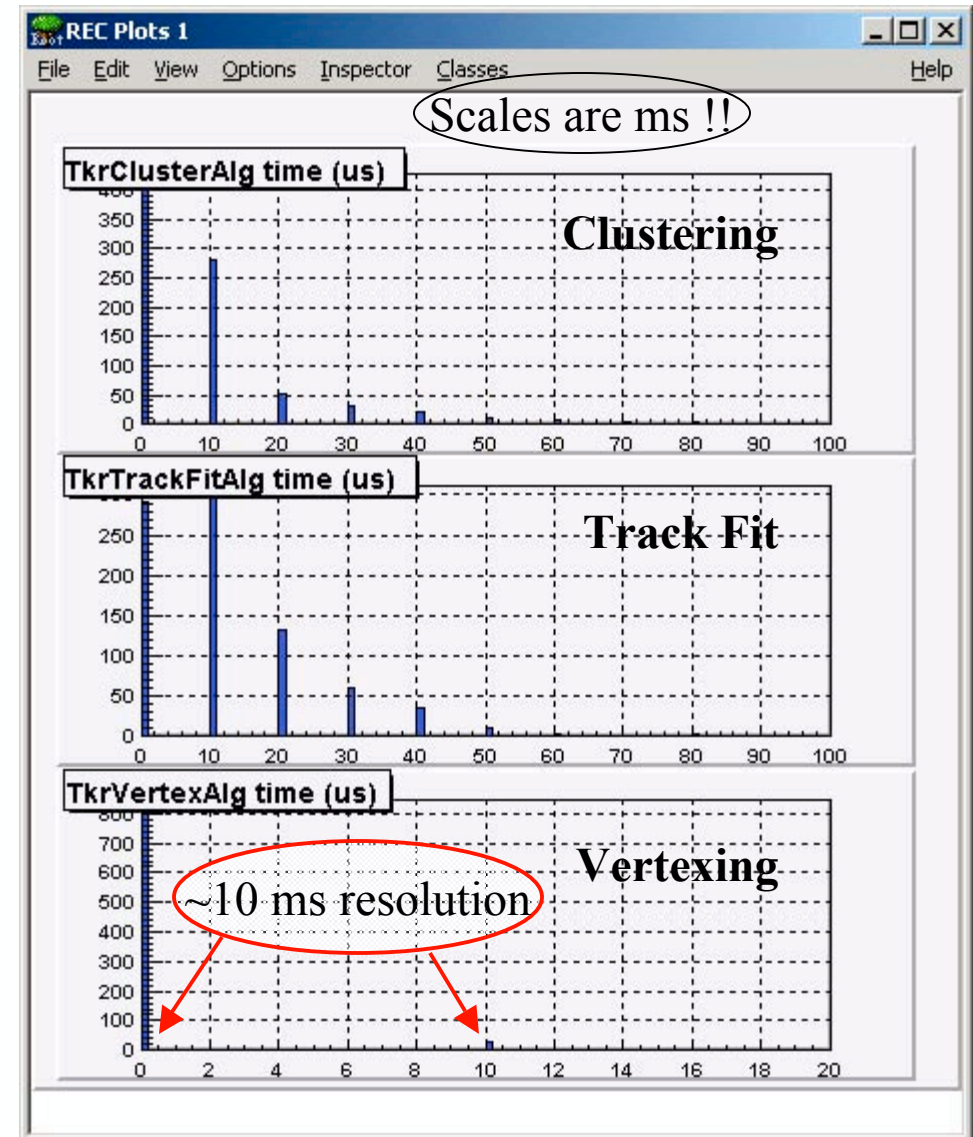 REC Plots 1
File Edit View Options Inspector Classes Help
Scales are ms !!
TkrClusterAlg time (us)
Clustering
400
350
300
250
200
150
100
50
0
0 10 20 30 40 50 60 70 80 90 100
TkrTrackFitAlg time (us)
Track Fit
300
250
200
150
100
50
0
0 10 20 30 40 50 60 70 80 90 100
TkrVertexAlg time (us)
Vertexing
~10 ms resolution
800
700
600
500
400
300
200
100
0
0 2 4 6 8 10 12 14 16 18 20